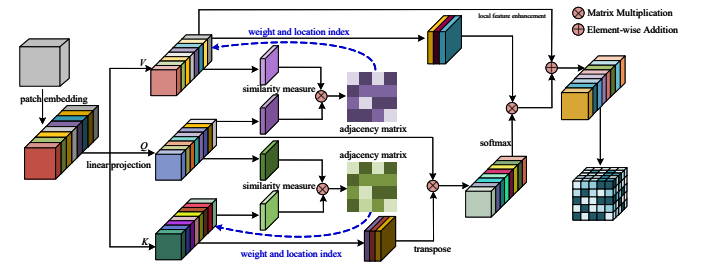 local feature enhancement
Matrix Multiplication
Element-wise Addition
weight and location index
V
similarity measure
patch embedding
adjacency matrix
Q
softmax
linear projection
adjacency matrix
similarity measure
K
weight and location index
transpose